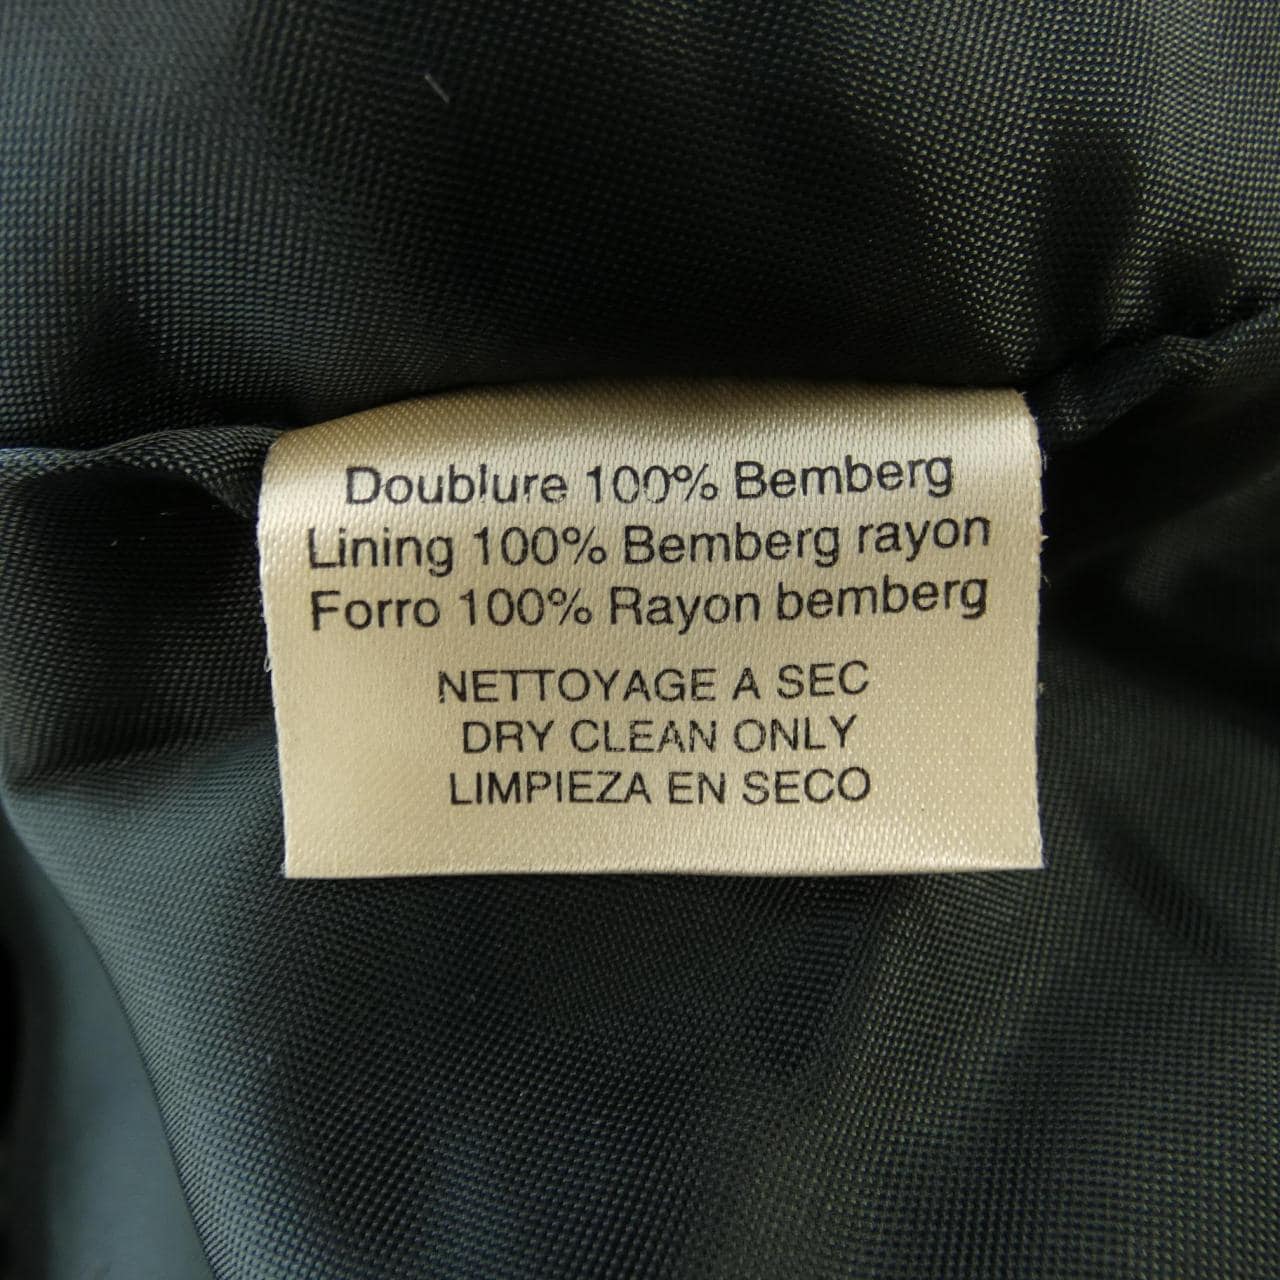 Doublure 100% Bemberg
Lining 100% Bemberg rayon
Forro 100% Rayon bemberg
NETTOYAGE A SEC
DRY CLEAN ONLY
LIMPIEZA EN SECO